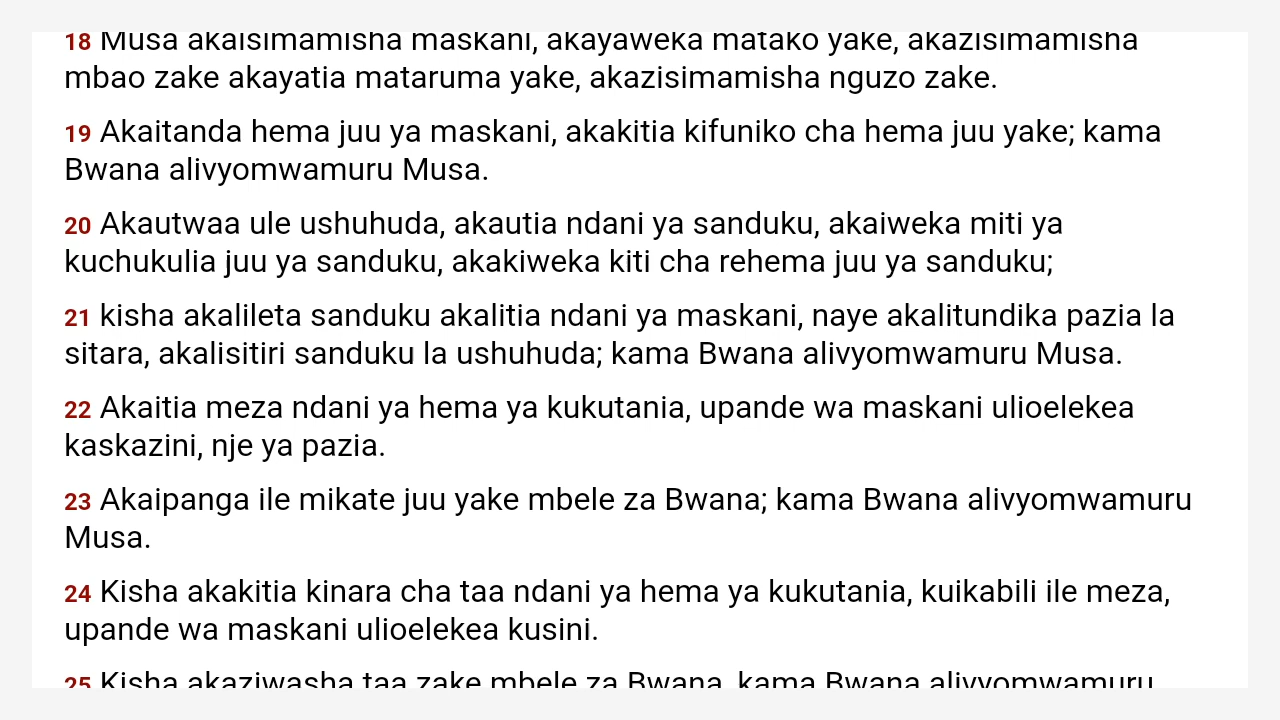 18 Musa akaisimamisha maskani, akayaweka matako yake, akazisimamisha
mbao zake akayatia mataruma yake, akazisimamisha nguzo zake.
19 Akaitanda hema juu ya maskani, akakitia kifuniko cha hema juu yake; kama
Bwana alivyomwamuru Musa.
20 Akautwaa ule ushuhuda, akautia ndani ya sanduku, akaiweka miti ya
kuchukulia juu ya sanduku, akakiweka kiti cha rehema juu ya sanduku;
21 kisha akalileta sanduku akalitia ndani ya maskani, naye akalitundika pazia la
sitara, akalisitiri sanduku la ushuhuda; kama Bwana alivyomwamuru Musa.
22 Akaitia meza ndani ya hema ya kukutania, upande wa maskani ulioelekea
kaskazini, nje ya pazia.
23 Akaipanga ile mikate juu yake mbele za Bwana; kama Bwana alivyomwamuru
Musa.
24 Kisha akakitia kinara cha taa ndani ya hema ya kukutania, kuikabili ile meza,
upande wa maskani ulioelekea kusini.
25 Kisha akaziwasha taa zake mbele za Bwana, kama Bwana alivyomwamuru